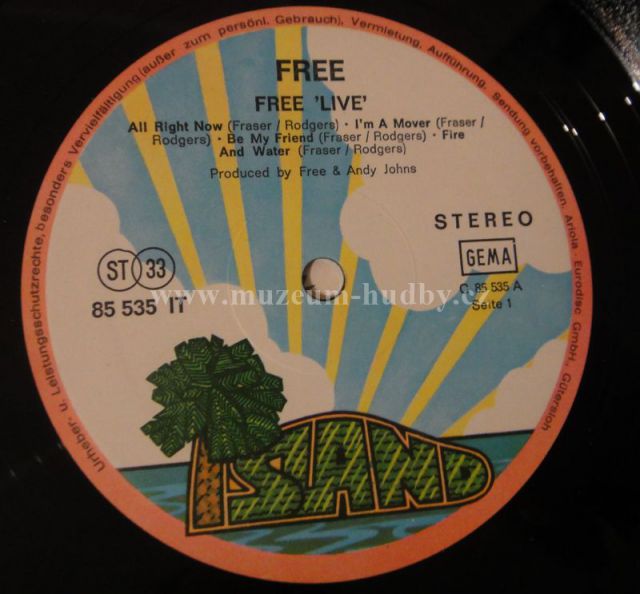 Urheber- u. Leistungsschutzrechte, besonders Vervielfältigung (außer zum persönl. Gebrauch), Vermietung, Aufführung, Sendung vorbehalten. Ariola - Eurodisc GmbH., Gütersloh
FREE
FREE 'LIVE'
All Right Now (Fraser / Rodgers) · I'm A Mover (Fraser /
Rodgers) · Be My Friend (Fraser / Rodgers) · Fire
And Water (Fraser / Rodgers)
Produced by Free & Andy Johns
STEREO
ST 33
GEMA
85 535 IT
www.muzeum-hudby.cz
C 85 535 A
Seite 1
ISLAND